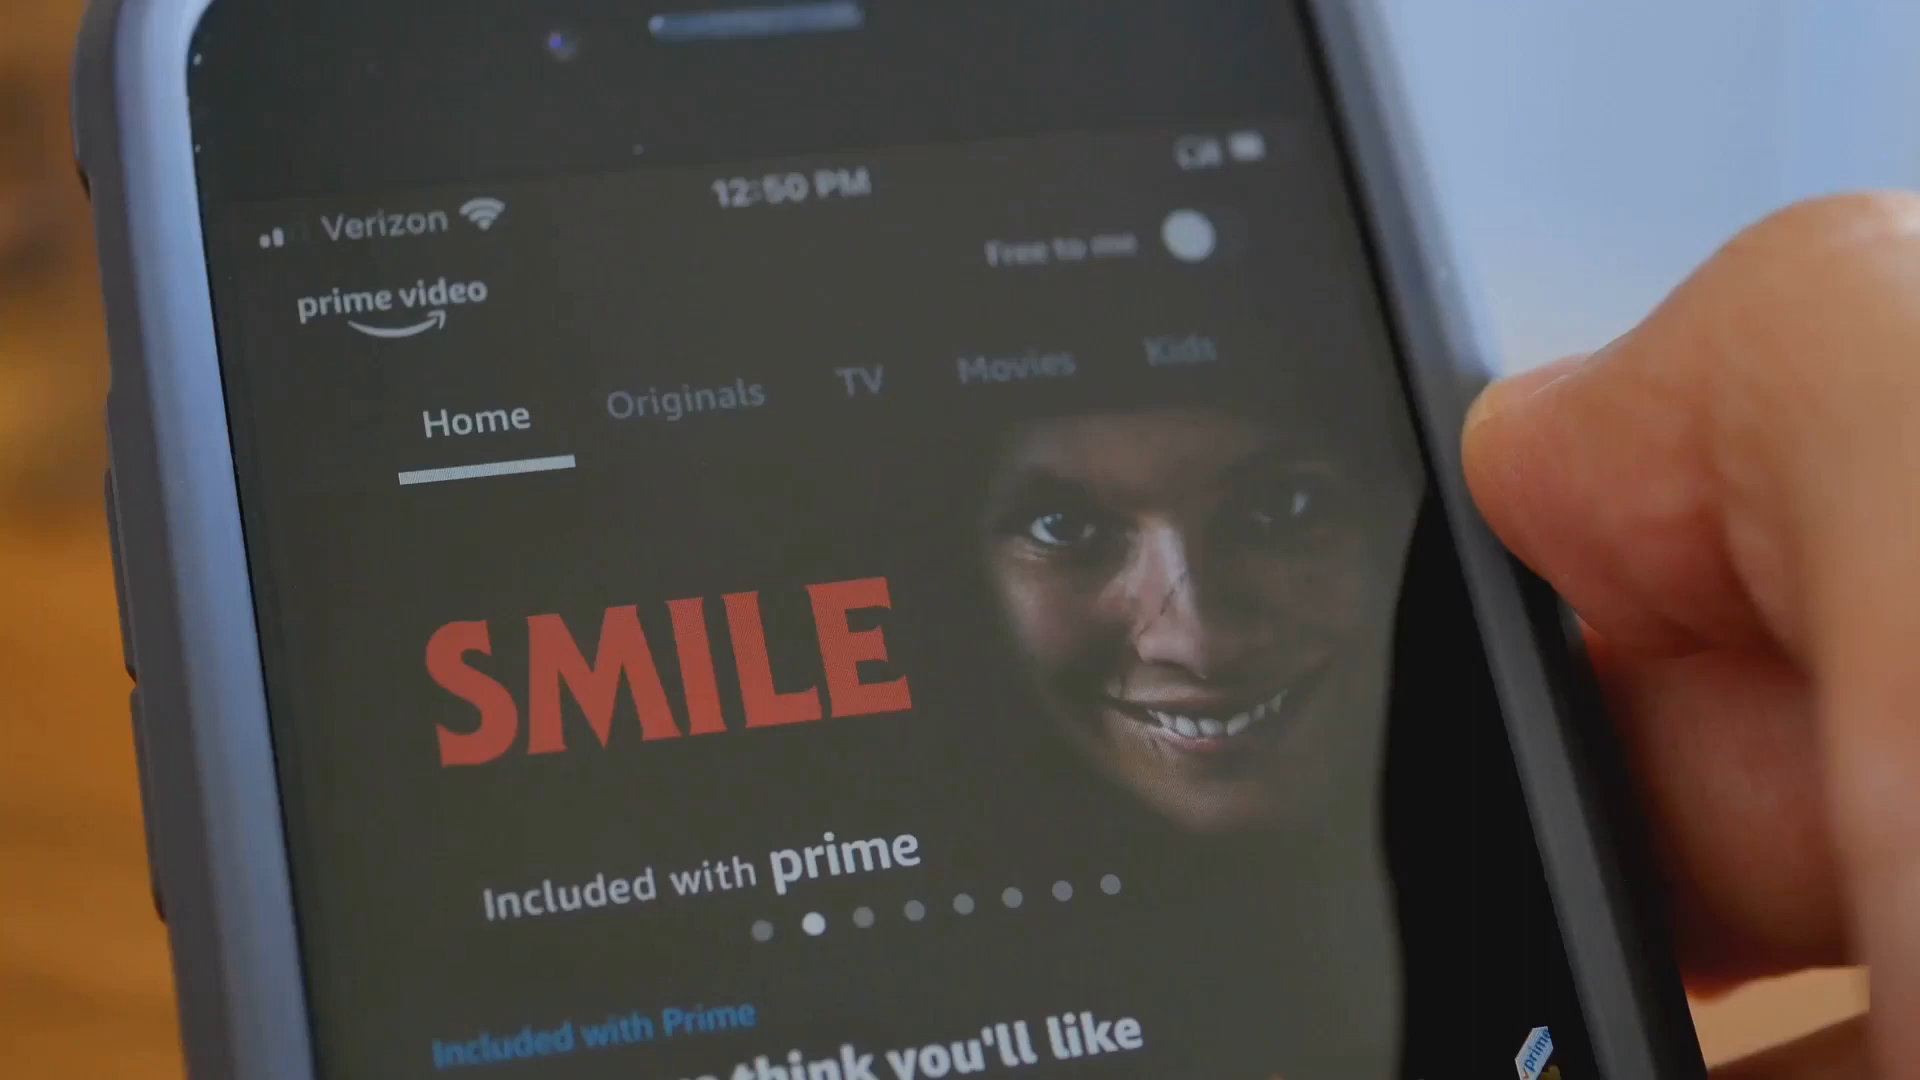 Verizon 12:50 PM
prime video
Free to me
Home Originals TV Movies Kids
SMILE
Included with prime
Included with Prime
think you'll like
prime